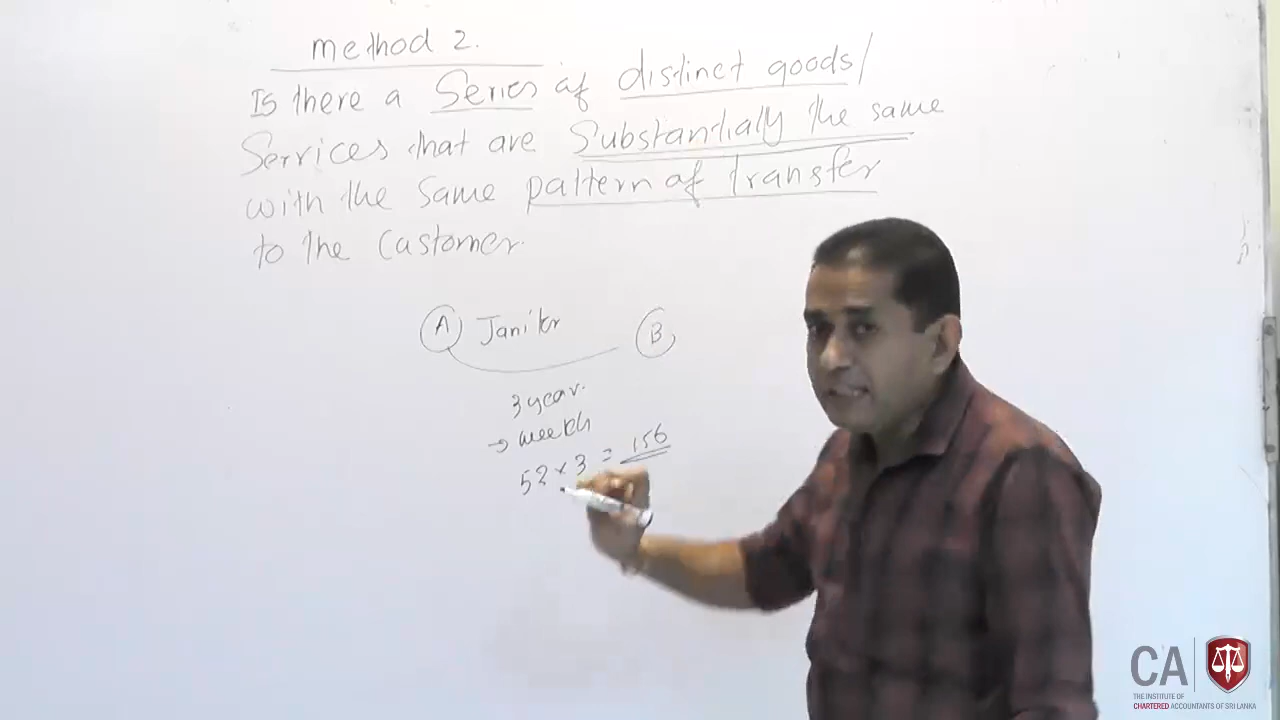 method 2.
Is there a Series of distinct goods/
Services that are Substantially the same
with the same pattern of transfer
to the Customer.
A Janitor B
3 year.
→ week
52 × 3 = 156
CA
THE INSTITUTE OF
CHARTERED ACCOUNTANTS OF SRI LANKA